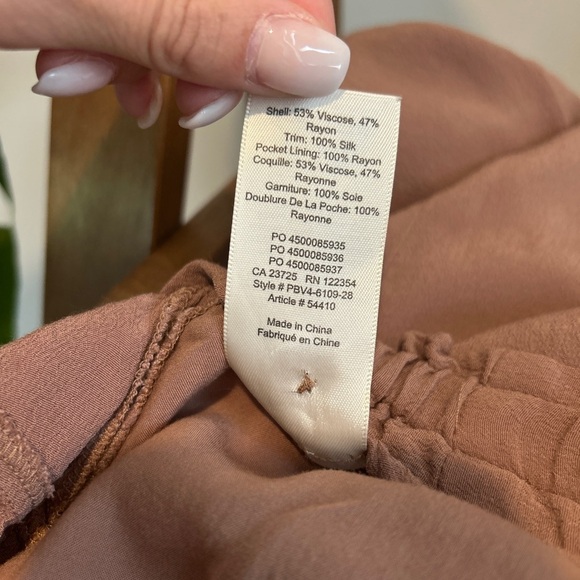 Shell: 53% Viscose, 47%
Rayon
Trim: 100% Silk
Pocket Lining: 100% Rayon
Coquille: 53% Viscose, 47%
Rayonne
Garniture: 100% Soie
Doublure De La Poche: 100%
Rayonne
PO 4500085935
PO 4500085936
PO 4500085937
CA 23725 RN 122354
Style # PBV4-6109-28
Article # 54410
Made in China
Fabriqué en Chine